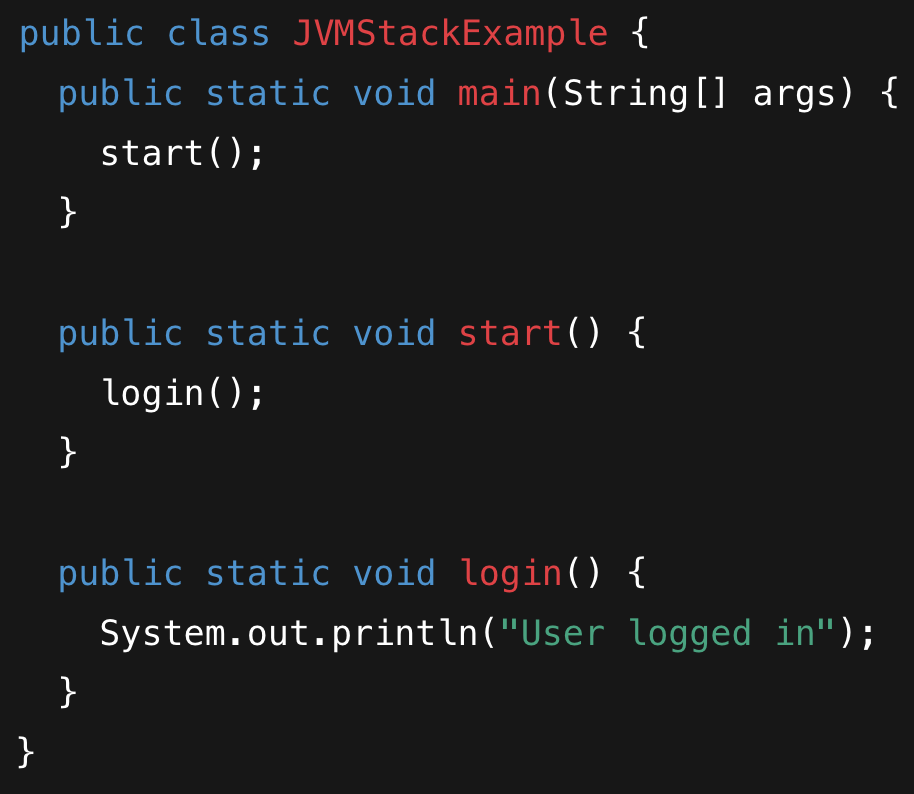 public class JVMStackExample {
  public static void main(String[] args) {
    start();
  }

  public static void start() {
    login();
  }

  public static void login() {
    System.out.println("User logged in");
  }
}